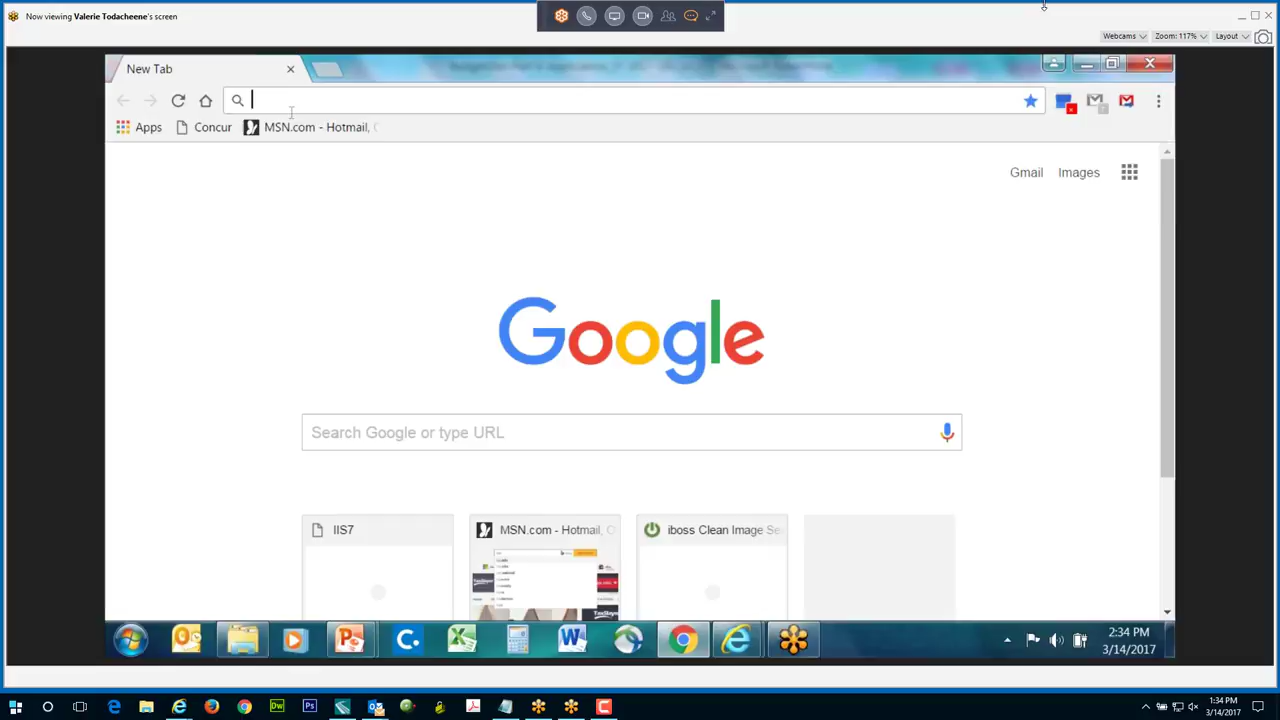 Now viewing Valerie Todacheene's screen
Webcams Zoom: 117% Layout
New Tab
Apps Concur MSN.com - Hotmail,
Gmail Images
Google
Search Google or type URL
IIS7 MSN.com - Hotmail, iboss Clean Image Se
2:34 PM
3/14/2017
1:34 PM
3/14/2017